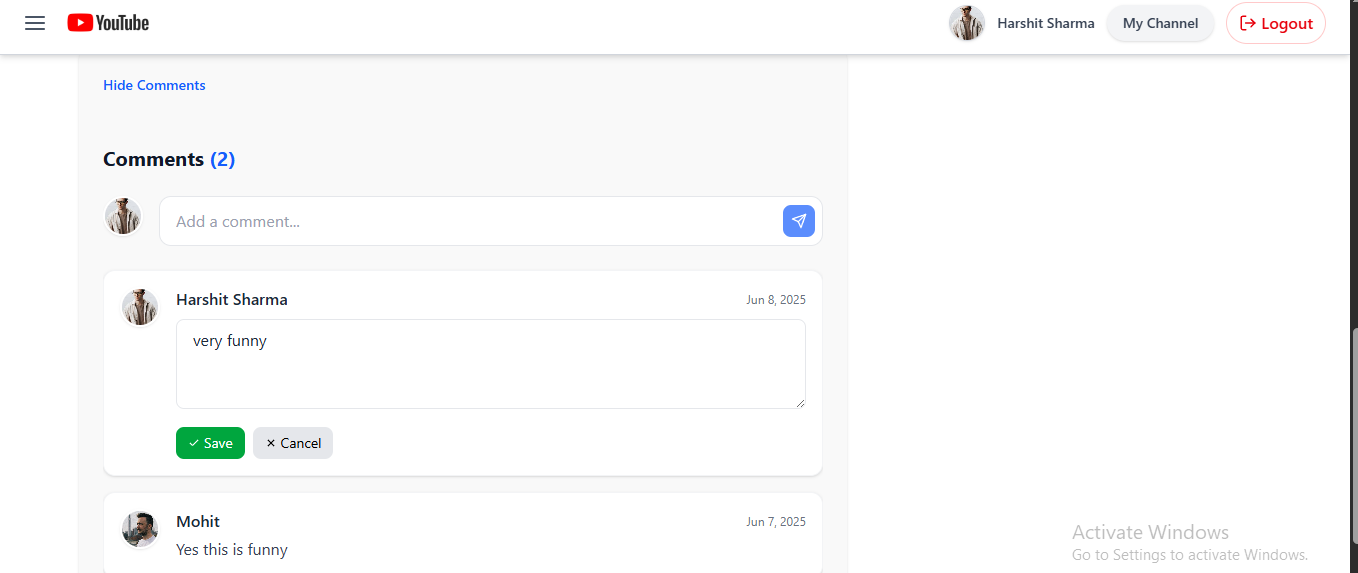 YouTube
Harshit Sharma
My Channel
Logout
Hide Comments
Comments (2)
Add a comment...
Harshit Sharma
Jun 8, 2025
very funny
✓ Save
✕ Cancel
Mohit
Jun 7, 2025
Yes this is funny
Activate Windows
Go to Settings to activate Windows.